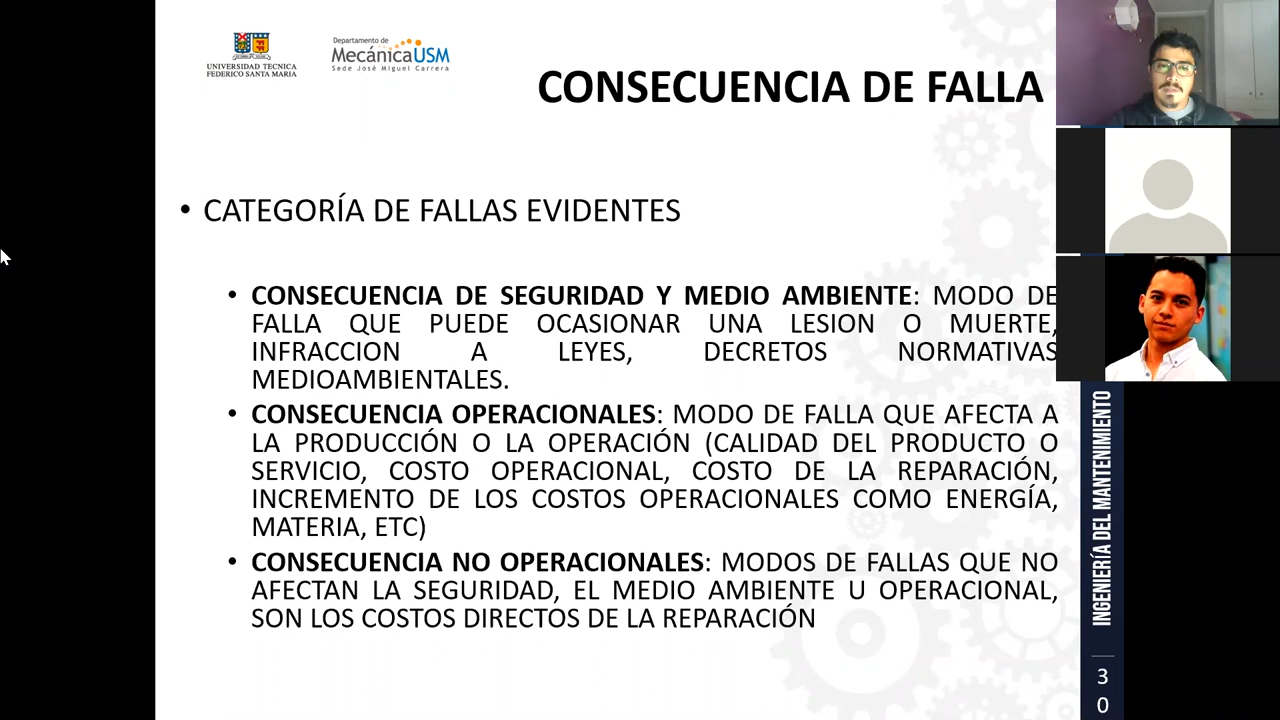 UNIVERSIDAD TECNICA
FEDERICO SANTA MARIA
Departamento de
MecánicaUSM
Sede José Miguel Carrera
CONSECUENCIA DE FALLA
• CATEGORÍA DE FALLAS EVIDENTES
• CONSECUENCIA DE SEGURIDAD Y MEDIO AMBIENTE: MODO DE
FALLA QUE PUEDE OCASIONAR UNA LESION O MUERTE,
INFRACCION A LEYES, DECRETOS NORMATIVAS
MEDIOAMBIENTALES.
• CONSECUENCIA OPERACIONALES: MODO DE FALLA QUE AFECTA A
LA PRODUCCIÓN O LA OPERACIÓN (CALIDAD DEL PRODUCTO O
SERVICIO, COSTO OPERACIONAL, COSTO DE LA REPARACIÓN,
INCREMENTO DE LOS COSTOS OPERACIONALES COMO ENERGÍA,
MATERIA, ETC)
• CONSECUENCIA NO OPERACIONALES: MODOS DE FALLAS QUE NO
AFECTAN LA SEGURIDAD, EL MEDIO AMBIENTE U OPERACIONAL,
SON LOS COSTOS DIRECTOS DE LA REPARACIÓN
INGENIERÍA DEL MANTENIMIENTO
3
0